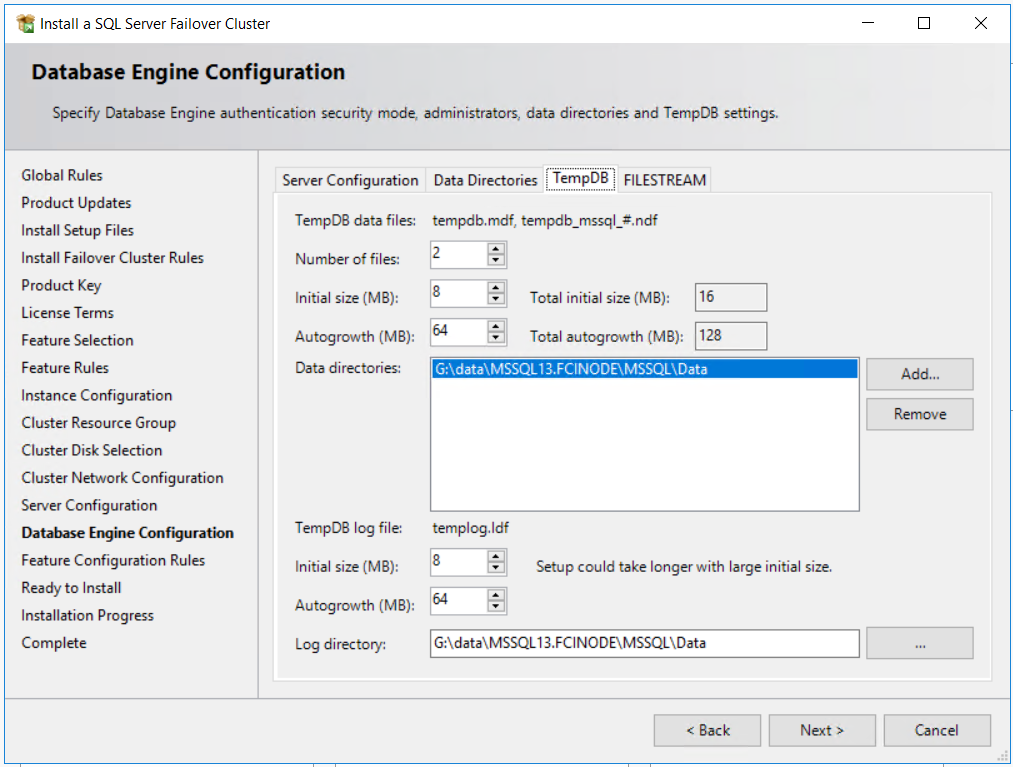 Install a SQL Server Failover Cluster
Database Engine Configuration
Specify Database Engine authentication security mode, administrators, data directories and TempDB settings.
Global Rules
Product Updates
Install Setup Files
Install Failover Cluster Rules
Product Key
License Terms
Feature Selection
Feature Rules
Instance Configuration
Cluster Resource Group
Cluster Disk Selection
Cluster Network Configuration
Server Configuration
Database Engine Configuration
Feature Configuration Rules
Ready to Install
Installation Progress
Complete
Server Configuration Data Directories TempDB FILESTREAM
TempDB data files: tempdb.mdf, tempdb_mssql_#.ndf
Number of files: 2
Initial size (MB): 8 Total initial size (MB): 16
Autogrowth (MB): 64 Total autogrowth (MB): 128
Data directories: G:\data\MSSQL13.FCINODE\MSSQL\Data Add...
Remove
TempDB log file: templog.ldf
Initial size (MB): 8 Setup could take longer with large initial size.
Autogrowth (MB): 64
Log directory: G:\data\MSSQL13.FCINODE\MSSQL\Data ...
< Back Next > Cancel